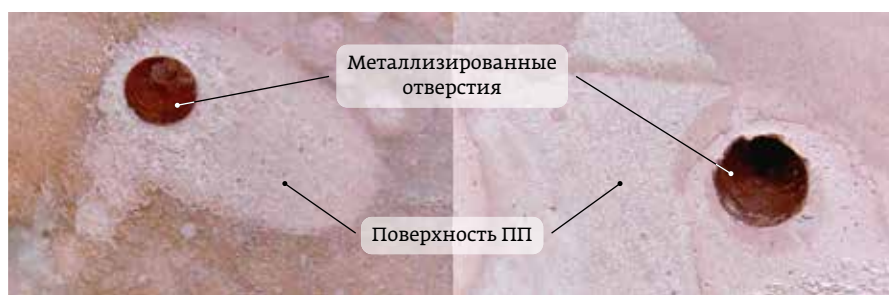 Металлизированные
отверстия
Поверхность ПП